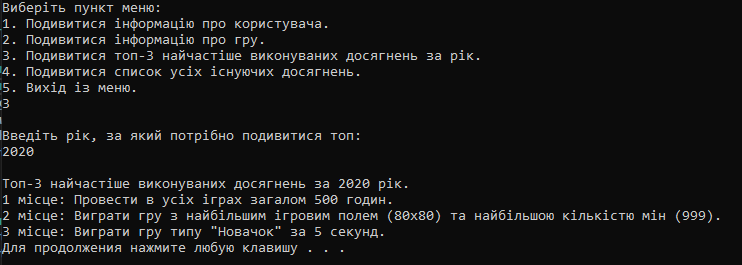 Виберіть пункт меню:
1. Подивитися інформацію про користувача.
2. Подивитися інформацію про гру.
3. Подивитися топ-3 найчастіше виконуваних досягнень за рік.
4. Подивитися список усіх існуючих досягнень.
5. Вихід із меню.
3
Введіть рік, за який потрібно подивитися топ:
2020
Топ-3 найчастіше виконуваних досягнень за 2020 рік.
1 місце: Провести в усіх іграх загалом 500 годин.
2 місце: Виграти гру з найбільшим ігровим полем (80x80) та найбільшою кількістю мін (999).
3 місце: Виграти гру типу "Новачок" за 5 секунд.
Для продолжения нажмите любую клавишу . . .